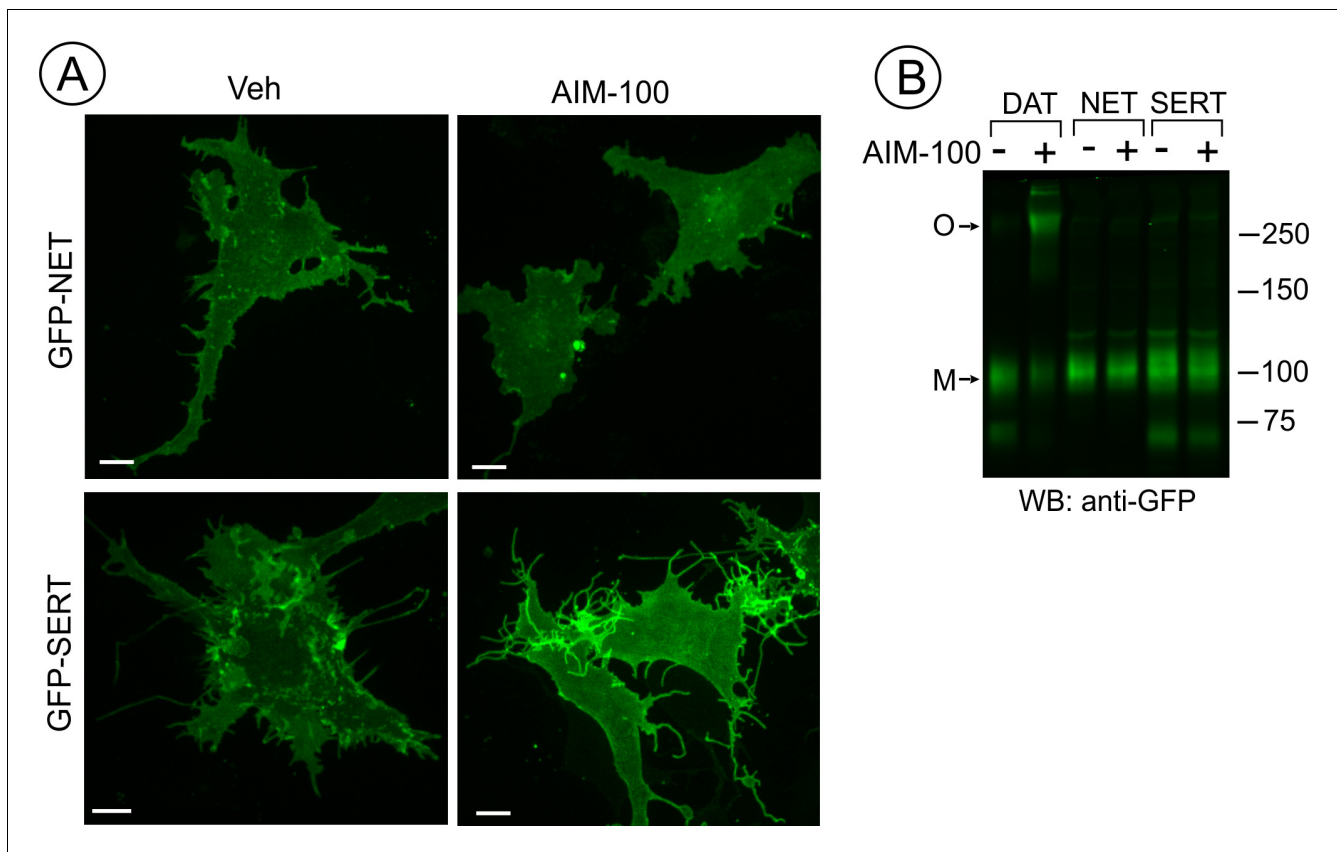 A
Veh
AIM-100
GFP-NET
GFP-SERT
B
DAT NET SERT
AIM-100 - + - + - +
O→
M→
–250
–150
–100
–75
WB: anti-GFP